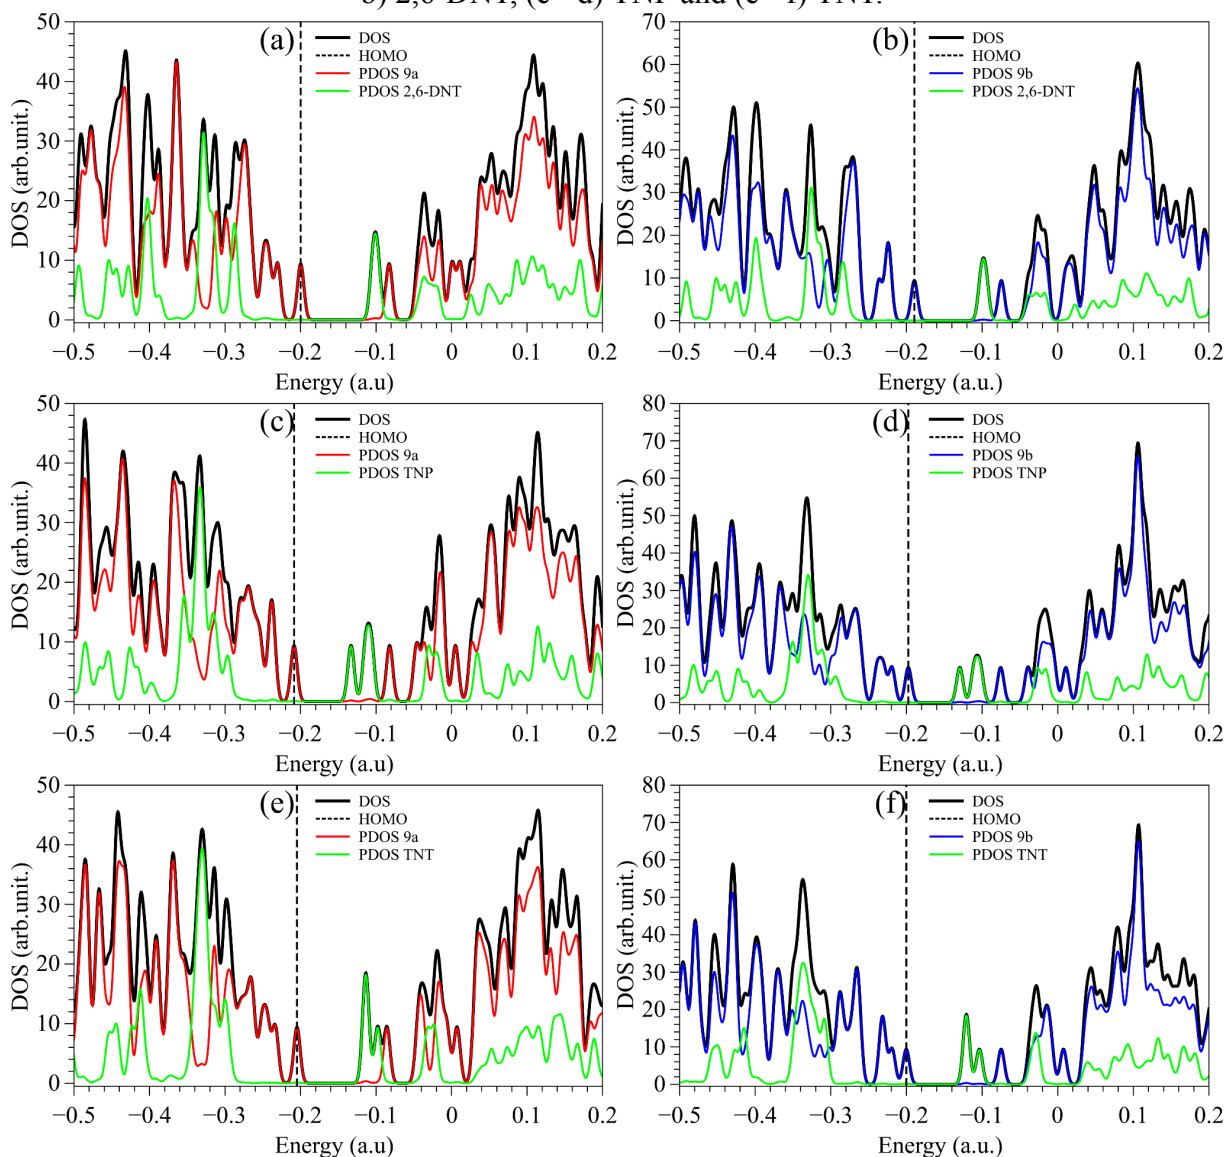 b) 2,6-DNT, (c - d) TNP and (e - f) TNT.
(a)
DOS
HOMO
PDOS 9a
PDOS 2,6-DNT
50
40
30
20
10
0
DOS (arb.unit.)
−0.5 −0.4 −0.3 −0.2 −0.1 0 0.1 0.2
Energy (a.u)
(b)
DOS
HOMO
PDOS 9b
PDOS 2,6-DNT
70
60
50
40
30
20
10
0
DOS (arb.unit.)
−0.5 −0.4 −0.3 −0.2 −0.1 0 0.1 0.2
Energy (a.u.)
(c)
DOS
HOMO
PDOS 9a
PDOS TNP
50
40
30
20
10
0
DOS (arb.unit.)
−0.5 −0.4 −0.3 −0.2 −0.1 0 0.1 0.2
Energy (a.u)
(d)
DOS
HOMO
PDOS 9b
PDOS TNP
80
70
60
50
40
30
20
10
0
DOS (arb.unit.)
−0.5 −0.4 −0.3 −0.2 −0.1 0 0.1 0.2
Energy (a.u.)
(e)
DOS
HOMO
PDOS 9a
PDOS TNT
50
40
30
20
10
0
DOS (arb.unit.)
−0.5 −0.4 −0.3 −0.2 −0.1 0 0.1 0.2
Energy (a.u)
(f)
DOS
HOMO
PDOS 9b
PDOS TNT
80
70
60
50
40
30
20
10
0
DOS (arb.unit.)
−0.5 −0.4 −0.3 −0.2 −0.1 0 0.1 0.2
Energy (a.u.)